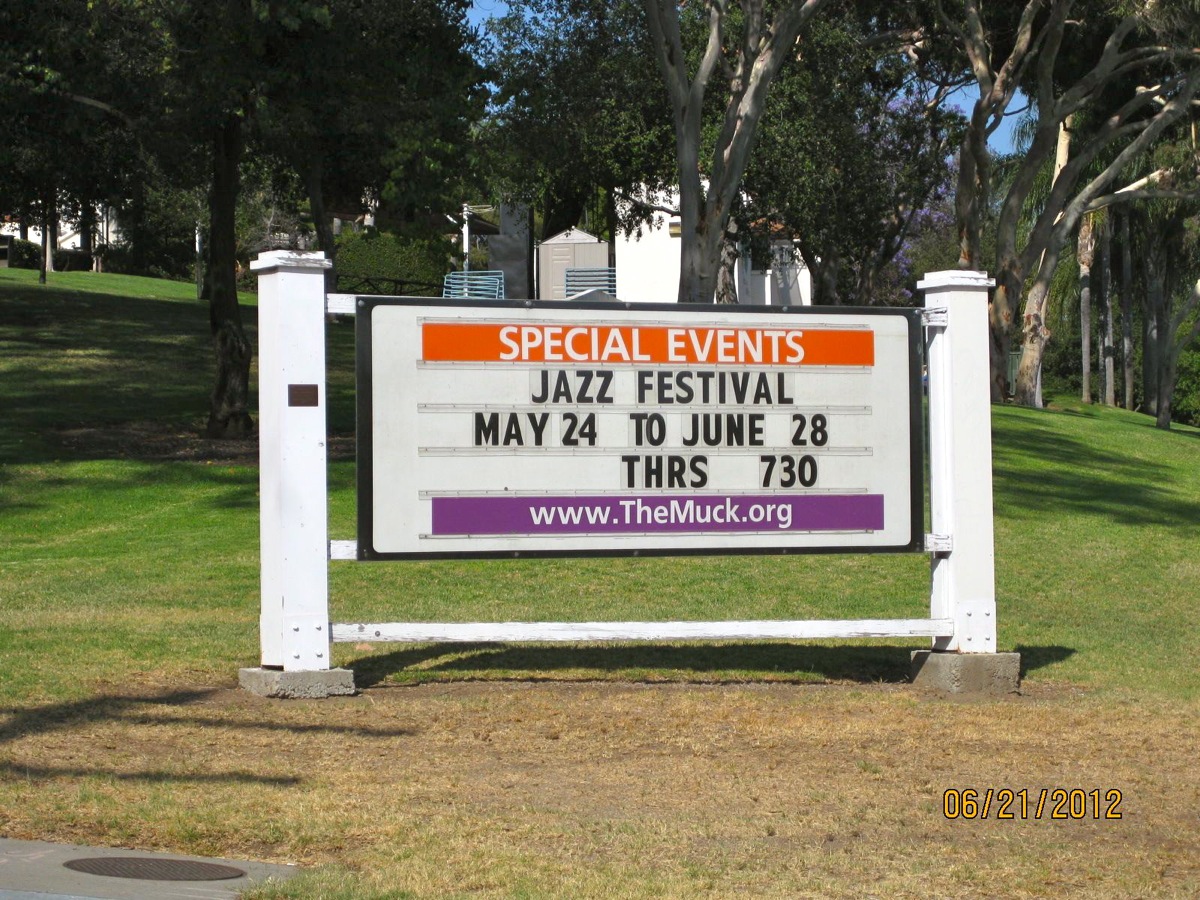 SPECIAL EVENTS
JAZZ FESTIVAL
MAY 24 TO JUNE 28
THRS 730
www.TheMuck.org
06/21/2012